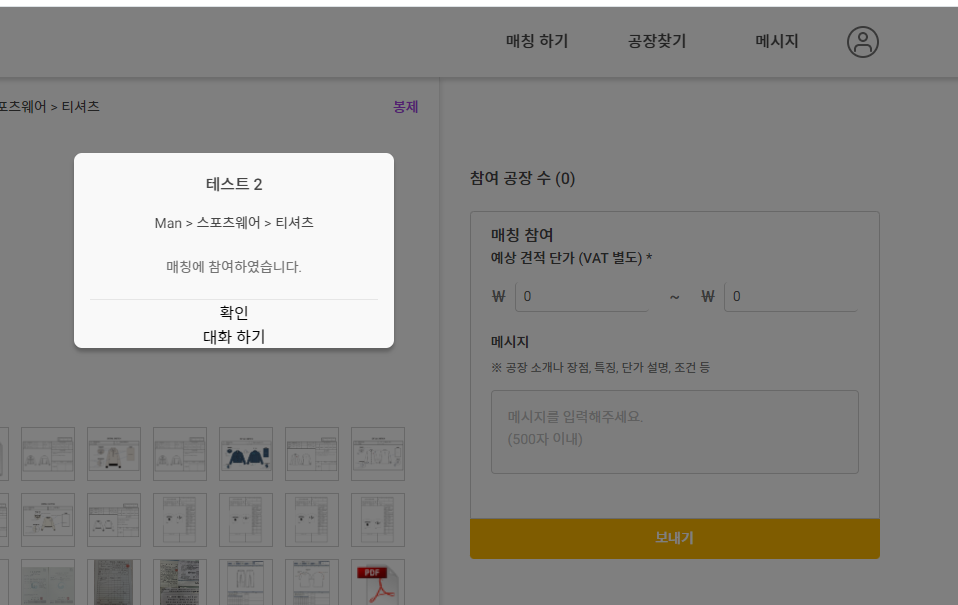 매칭 하기 공장찾기 메시지
포츠웨어 > 티셔츠 봉제
테스트 2
Man > 스포츠웨어 > 티셔츠
매칭에 참여하였습니다.
확인
대화 하기
참여 공장 수 (0)
매칭 참여
예상 견적 단가 (VAT 별도) *
₩ 0 ~ ₩ 0
메시지
※ 공장 소개나 장점, 특징, 단가 설명, 조건 등
메시지를 입력해주세요.
(500자 이내)
보내기
PDF